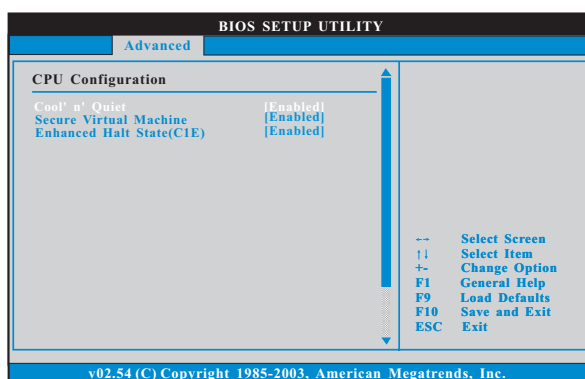 BIOS SETUP UTILITY
Advanced
CPU Configuration
Cool' n' Quiet [Enabled]
Secure Virtual Machine [Enabled]
Enhanced Halt State(C1E) [Enabled]
←→ Select Screen
↑↓ Select Item
+- Change Option
F1 General Help
F9 Load Defaults
F10 Save and Exit
ESC Exit
v02.54 (C) Copyright 1985-2003, American Megatrends, Inc.